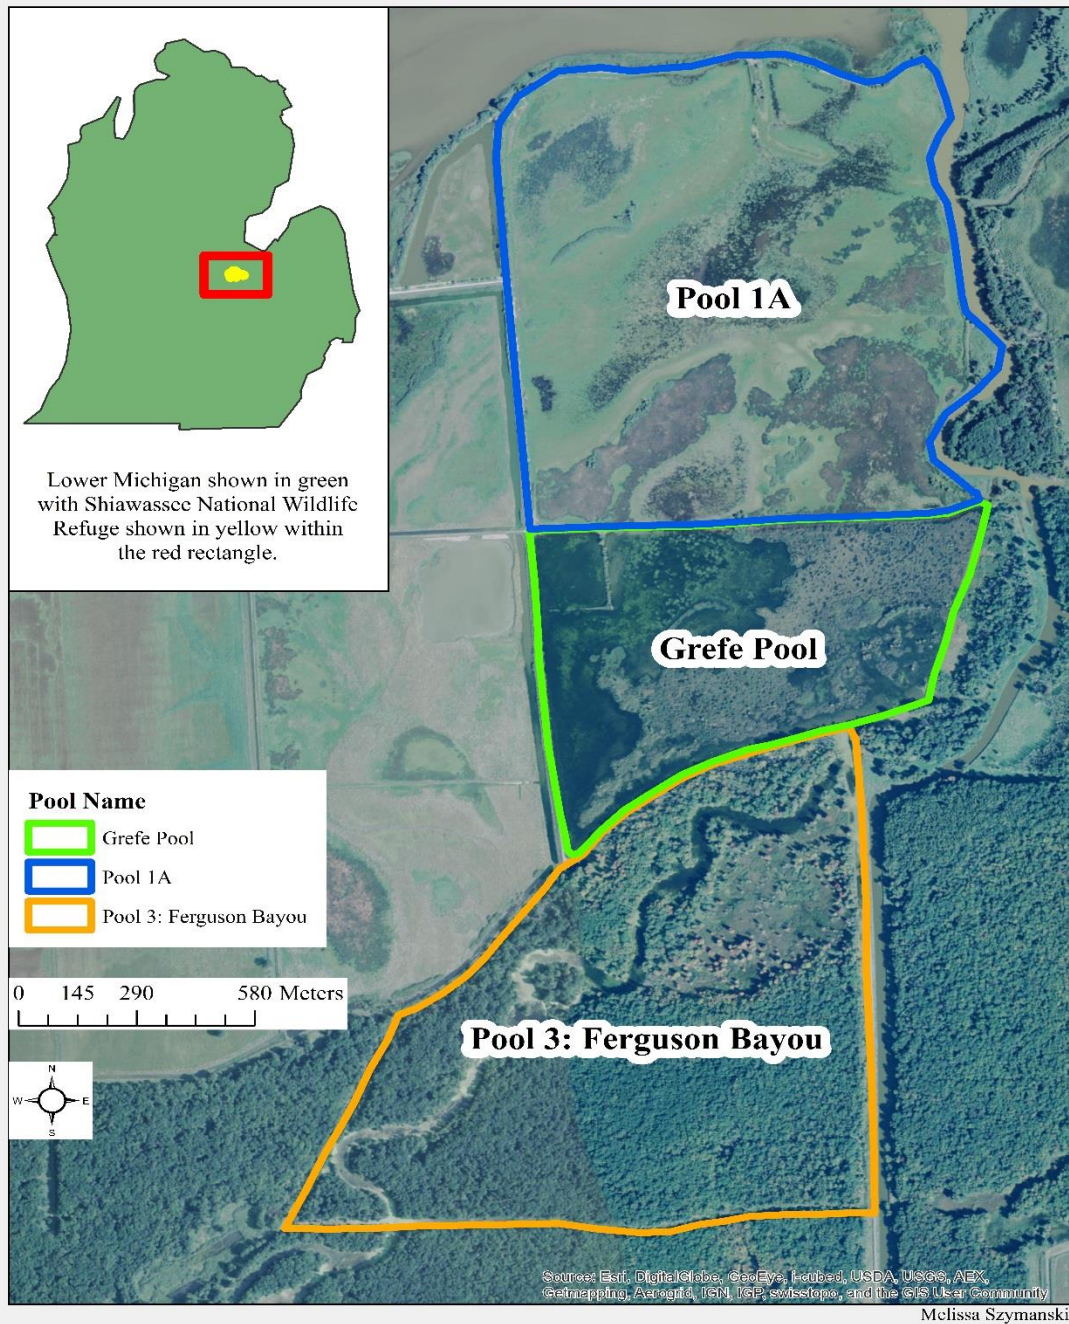 Lower Michigan shown in green
with Shiawassee National Wildlife
Refuge shown in yellow within
the red rectangle.
Pool 1A
Grefe Pool
Pool 3: Ferguson Bayou
Pool Name
Grefe Pool
Pool 1A
Pool 3: Ferguson Bayou
0 145 290 580 Meters
N
W E
S
Source: Esri, DigitalGlobe, GeoEye, i-cubed, USDA, USGS, AEX,
Getmapping, Aerogrid, IGN, IGP, swisstopo, and the GIS User Community
Melissa Szymanski